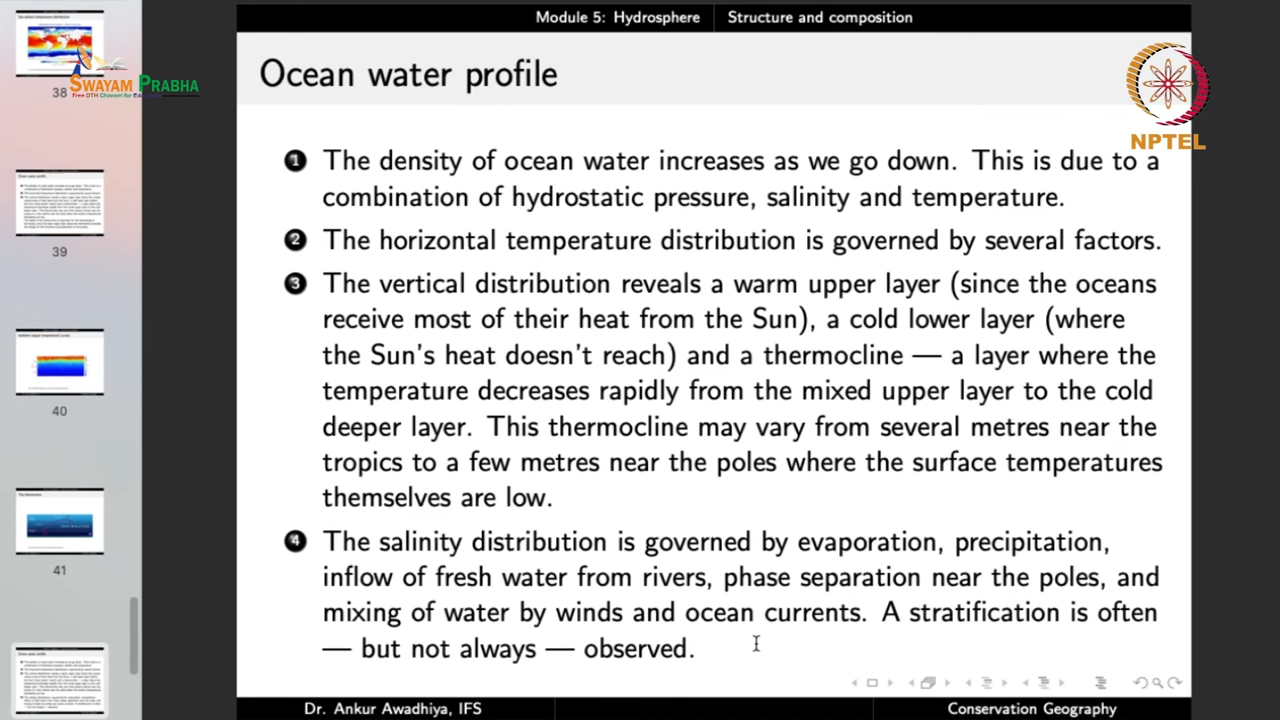 Module 5: Hydrosphere Structure and composition
Ocean water profile
SWAYAM PRABHA
38
NPTEL
1 The density of ocean water increases as we go down. This is due to a
combination of hydrostatic pressure, salinity and temperature.
2 The horizontal temperature distribution is governed by several factors.
3 The vertical distribution reveals a warm upper layer (since the oceans
receive most of their heat from the Sun), a cold lower layer (where
the Sun's heat doesn't reach) and a thermocline — a layer where the
temperature decreases rapidly from the mixed upper layer to the cold
deeper layer. This thermocline may vary from several metres near the
tropics to a few metres near the poles where the surface temperatures
themselves are low.
4 The salinity distribution is governed by evaporation, precipitation,
inflow of fresh water from rivers, phase separation near the poles, and
mixing of water by winds and ocean currents. A stratification is often
— but not always — observed.
39
40
41
Dr. Ankur Awadhiya, IFS
Conservation Geography